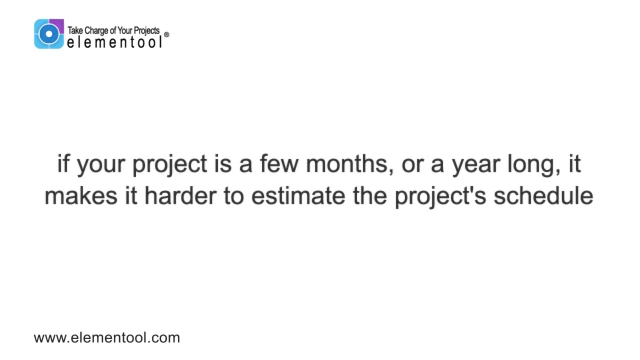 Take Charge of Your Projects
elementool®
if your project is a few months, or a year long, it
makes it harder to estimate the project's schedule
www.elementool.com